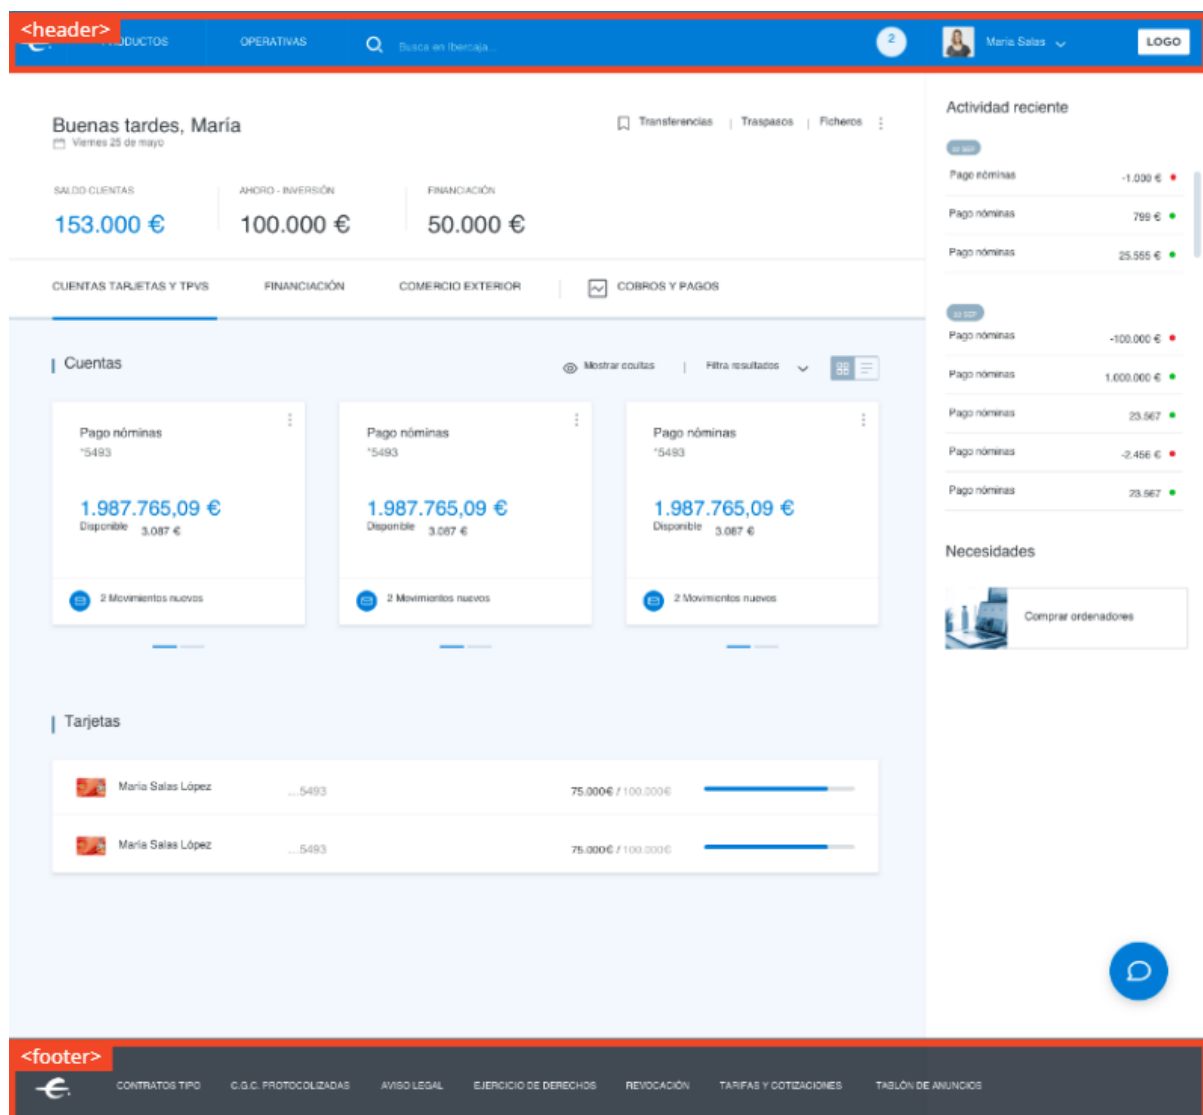 <header>
PRODUCTOS OPERATIVAS Busca en Ibercaja... 2 María Salas LOGO
Buenas tardes, María
Viernes 25 de mayo
Transferencias | Traspasos | Ficheros
SALDO CUENTAS AHORO - INVERSIÓN FINANCIACIÓN
153.000 € 100.000 € 50.000 €
CUENTAS TARJETAS Y TPVS FINANCIACIÓN COMERCIO EXTERIOR COBROS Y PAGOS
Cuentas
Mostrar ocultas | Filtra resultados
Pago nóminas
*5493
1.987.765,09 €
Disponible 3.087 €
2 Movimientos nuevos
Pago nóminas
*5493
1.987.765,09 €
Disponible 3.087 €
2 Movimientos nuevos
Pago nóminas
*5493
1.987.765,09 €
Disponible 3.087 €
2 Movimientos nuevos
Tarjetas
María Salas López ...5493 75.000€ / 100.000€
María Salas López ...5493 75.000€ / 100.000€
Actividad reciente
Pago nóminas -1.000 €
Pago nóminas 799 €
Pago nóminas 25.565 €
Pago nóminas -100.000 €
Pago nóminas 1.000.000 €
Pago nóminas 23.567
Pago nóminas -2.456 €
Pago nóminas 23.567
Necesidades
Comprar ordenadores
<footer>
CONTRATOS TIPO C.G.C. PROTOCOLIZADAS AVISO LEGAL EJERCICIO DE DERECHOS REVOCACIÓN TARIFAS Y COTIZACIONES TABLÓN DE ANUNCIOS